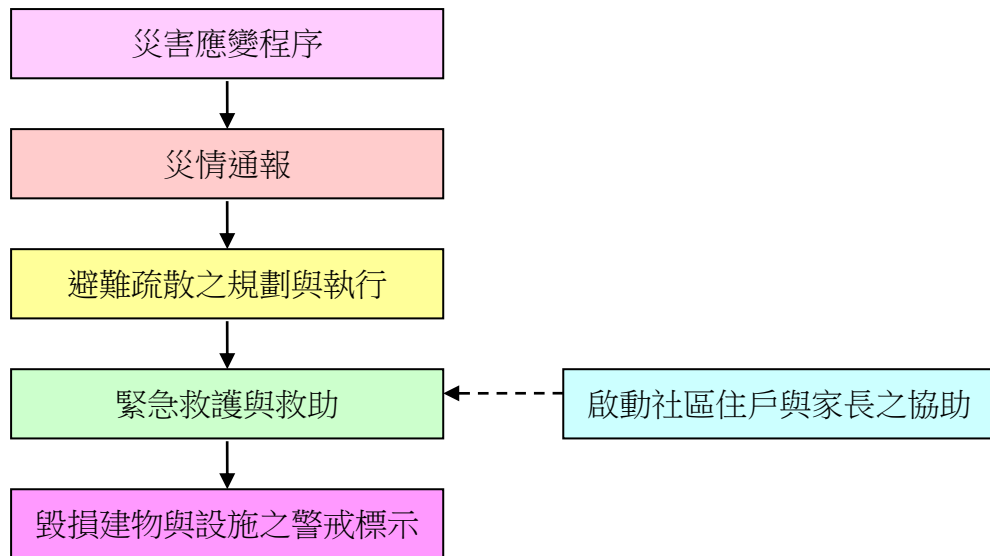 災害應變程序
災情通報
避難疏散之規劃與執行
緊急救護與救助
啟動社區住戶與家長之協助
毀損建物與設施之警戒標示